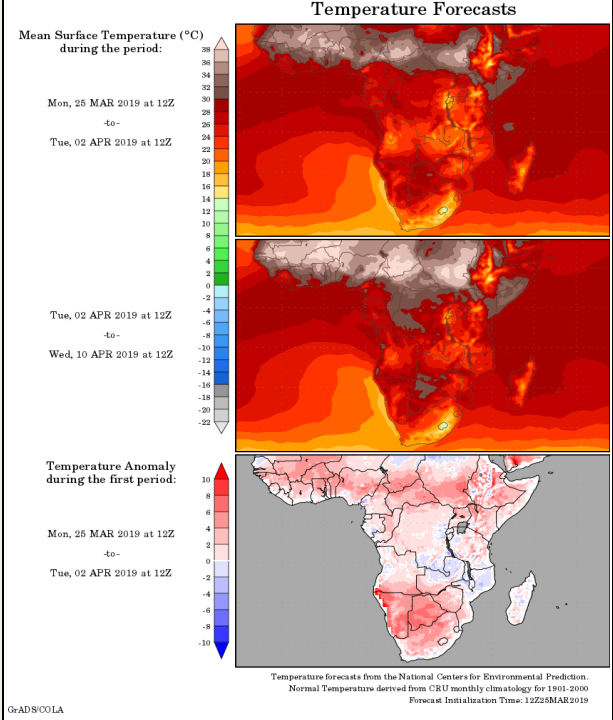 Temperature Forecasts
Mean Surface Temperature (°C)
during the period:
Mon, 25 MAR 2019 at 12Z
-to-
Tue, 02 APR 2019 at 12Z
38
36
34
32
30
28
26
24
22
20
18
16
14
12
10
8
6
4
2
0
-2
-4
-6
-8
-10
-12
-14
-16
-18
-20
-22
Tue, 02 APR 2019 at 12Z
-to-
Wed, 10 APR 2019 at 12Z
Temperature Anomaly
during the first period:
Mon, 25 MAR 2019 at 12Z
-to-
Tue, 02 APR 2019 at 12Z
10
8
6
4
2
0
-2
-4
-6
-8
-10
Temperature forecasts from the National Centers for Environmental Prediction.
Normal Temperature derived from CRU monthly climatology for 1901-2000
Forecast Initialization Time: 12Z25MAR2019
GrADS/COLA